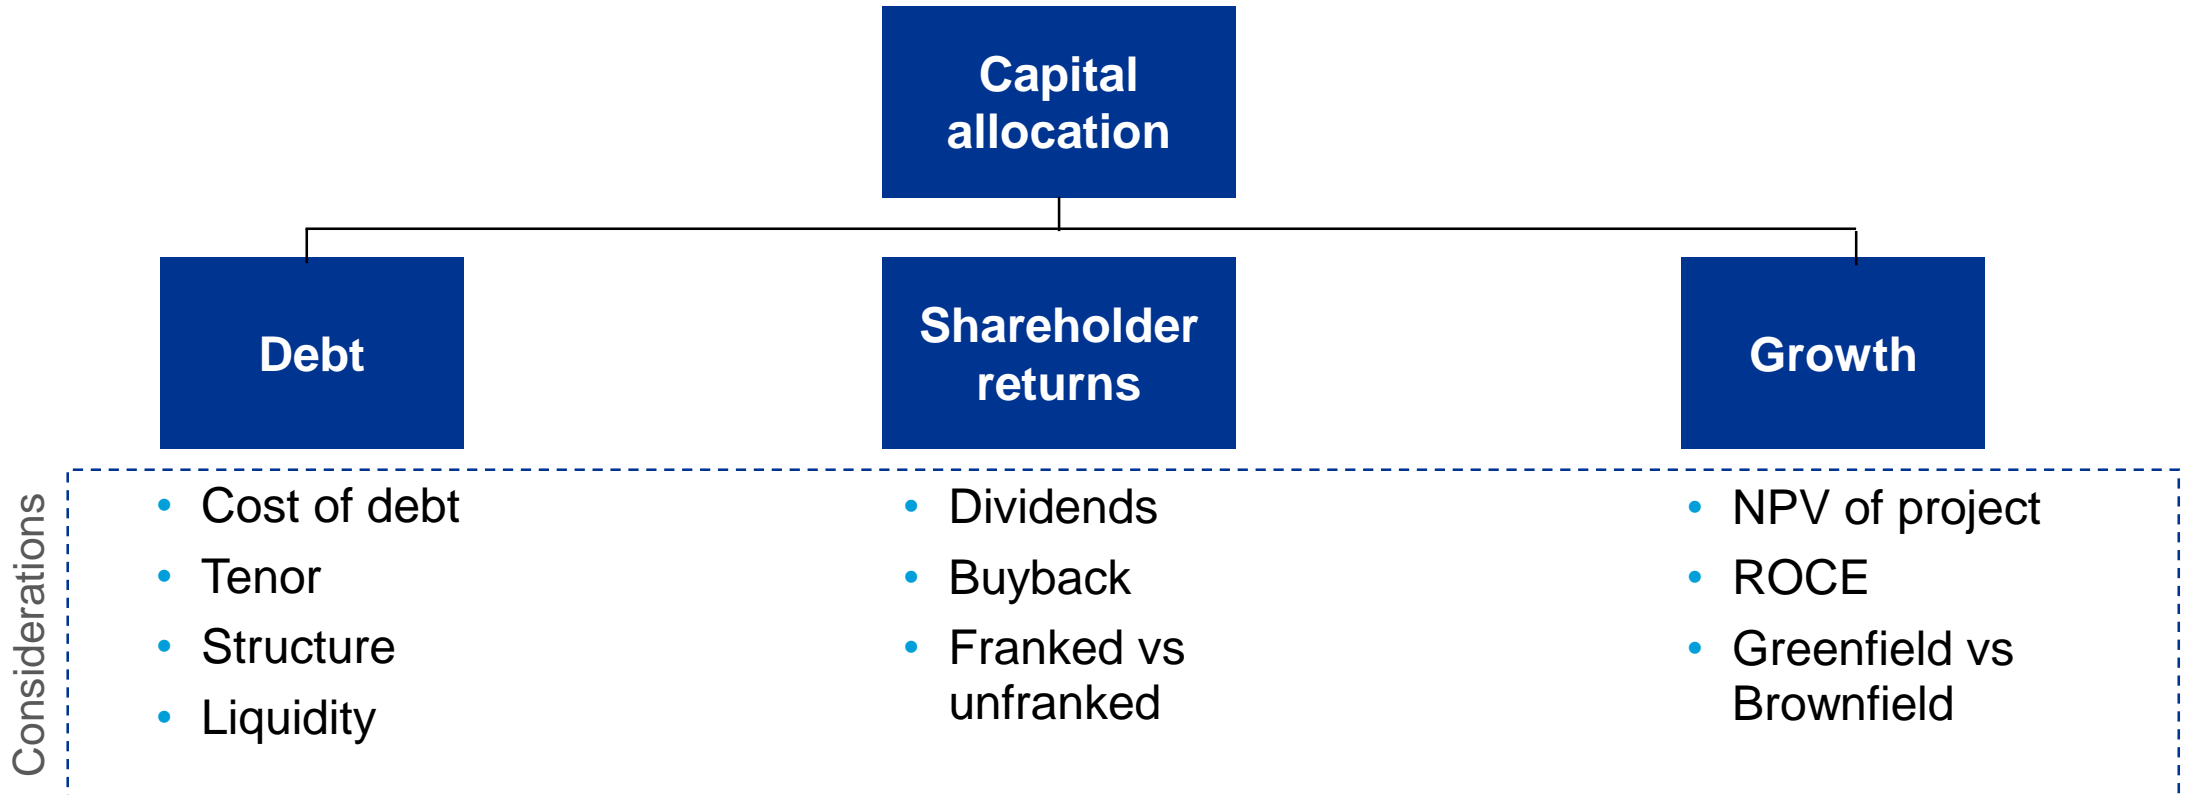 Capital
allocation
Debt
Shareholder
returns
Growth
Considerations
• Cost of debt
• Tenor
• Structure
• Liquidity
• Dividends
• Buyback
• Franked vs
unfranked
• NPV of project
• ROCE
• Greenfield vs
Brownfield